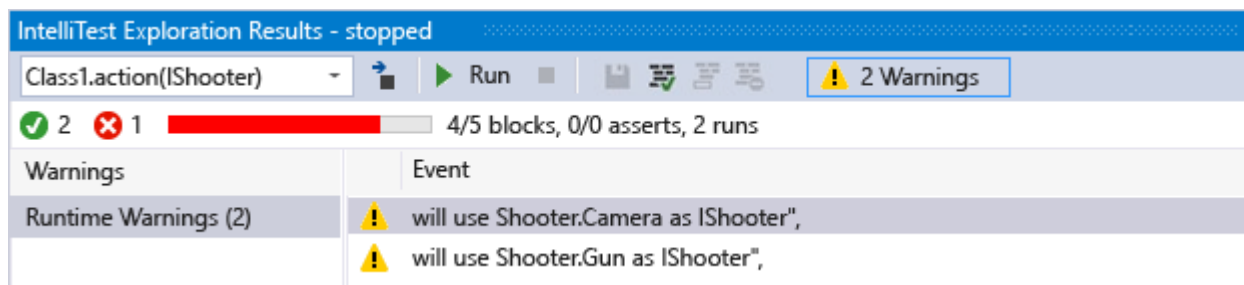 IntelliTest Exploration Results - stopped
Class1.action(IShooter) Run 2 Warnings
2 1 4/5 blocks, 0/0 asserts, 2 runs
Warnings Event
Runtime Warnings (2) will use Shooter.Camera as IShooter",
will use Shooter.Gun as IShooter",